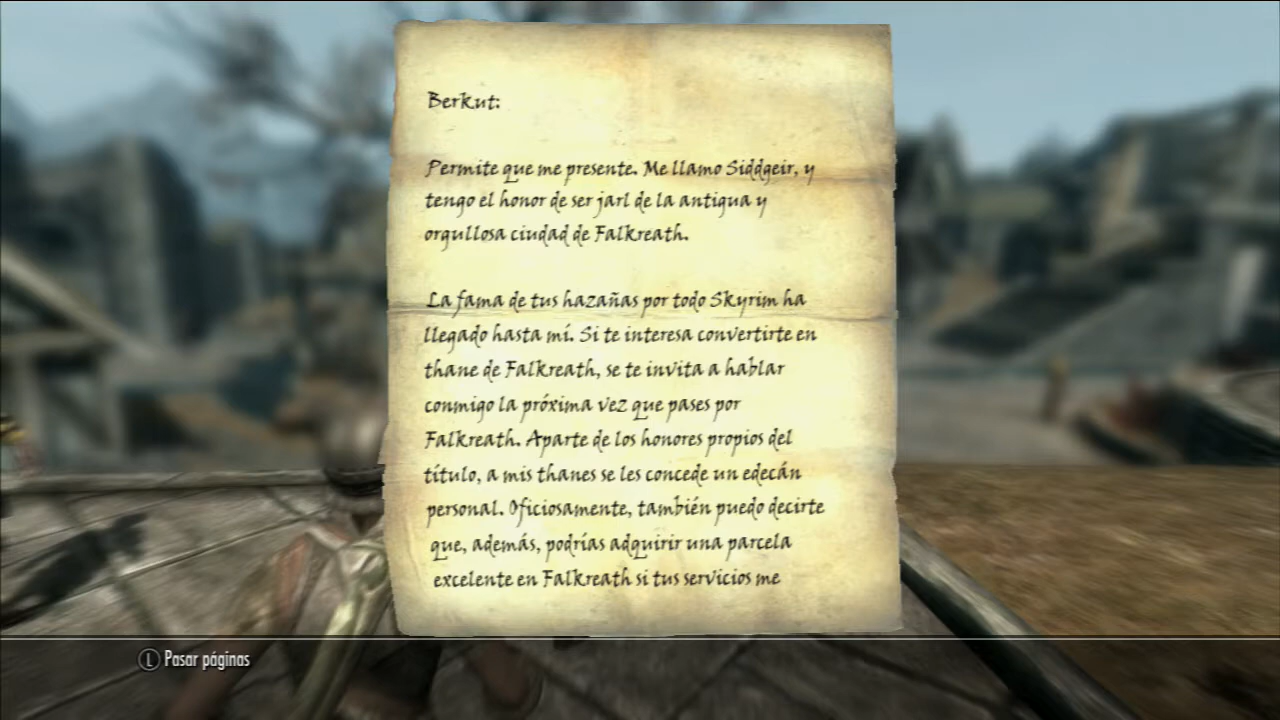 Berkut:
Permite que me presente. Me llamo Siddgeir, y
tengo el honor de ser jarl de la antigua y
orgullosa ciudad de Falkreath.
La fama de tus hazañas por todo Skyrim ha
llegado hasta mí. Si te interesa convertirte en
thane de Falkreath, se te invita a hablar
conmigo la próxima vez que pases por
Falkreath. Aparte de los honores propios del
título, a mis thanes se les concede un edecán
personal. Oficiosamente, también puedo decirte
que, además, podrías adquirir una parcela
excelente en Falkreath si tus servicios me
L Pasar páginas